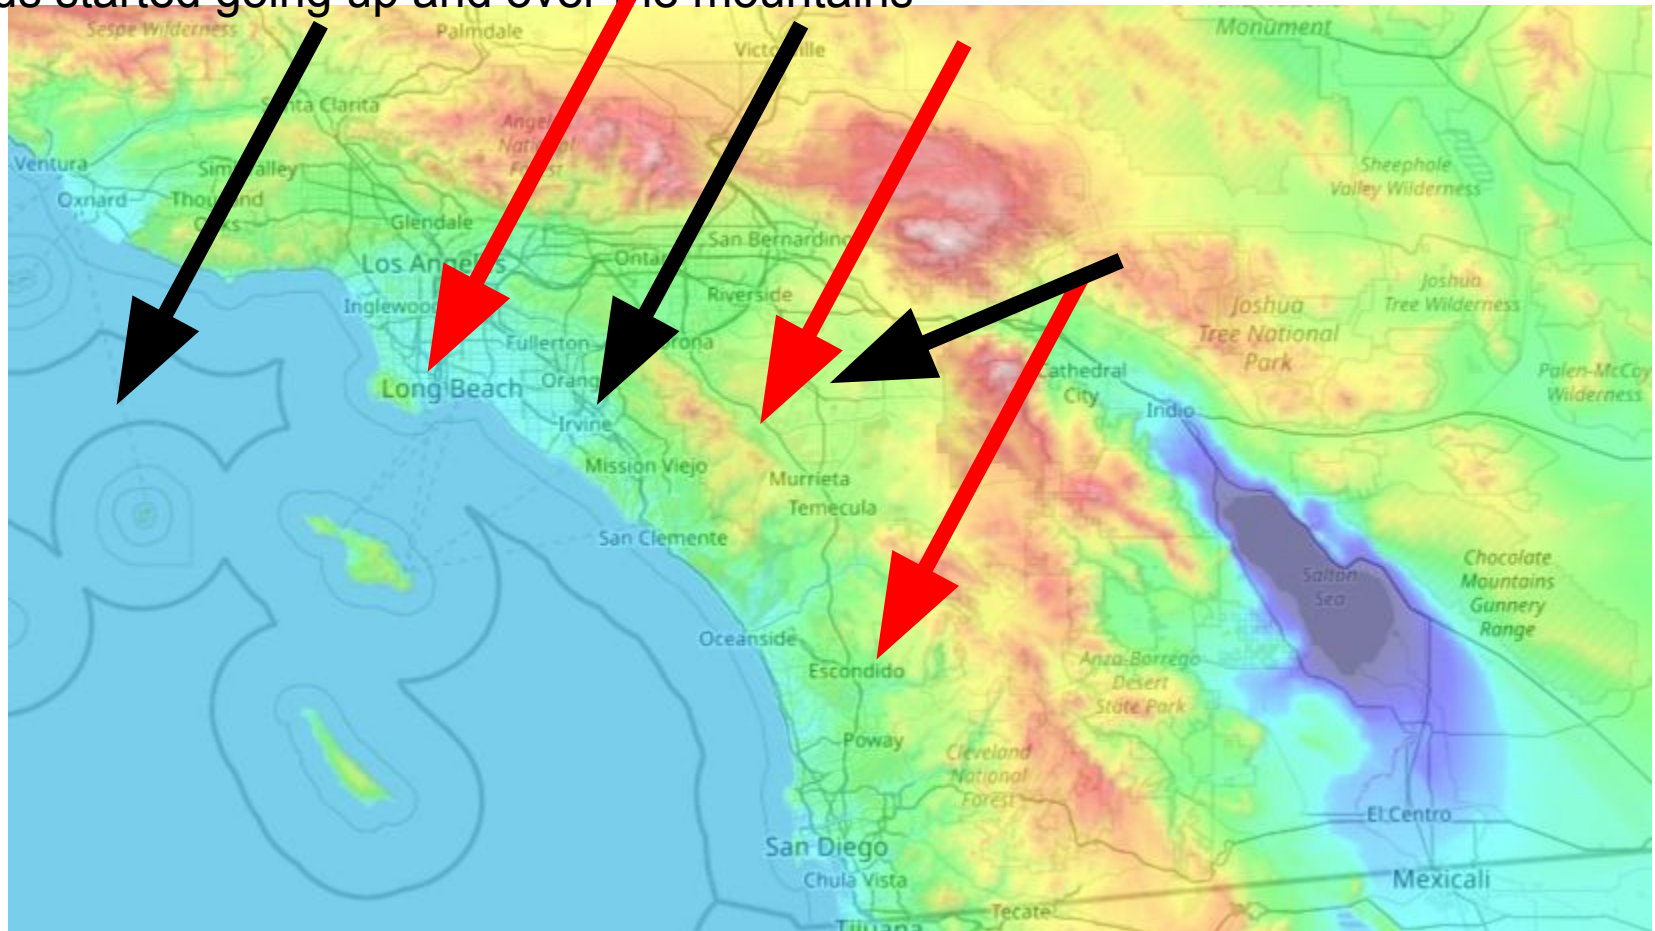 started going up and over the mountains
Monument
Sespe Wilderness
Palmdale
Santa Clarita
Angeles
National
Forest
Ventura
Simi Valley
Oxnard
Thousand
Oaks
Glendale
Sheephole
Valley Wilderness
San Bernardino
Los Angeles
Inglewood
Riverside
Joshua
Tree National
Park
Joshua
Tree Wilderness
Fullerton
Long Beach
Cathedral
City
Palen-McCoy
Wilderness
Irvine
Indio
Mission Viejo
Murrieta
Temecula
San Clemente
Salton
Sea
Chocolate
Mountains
Gunnery
Range
Oceanside
Escondido
Anza-Borrego
Desert
State Park
Poway
Cleveland
National
Forest
El Centro
San Diego
Chula Vista
Mexicali
Tecate
Tijuana